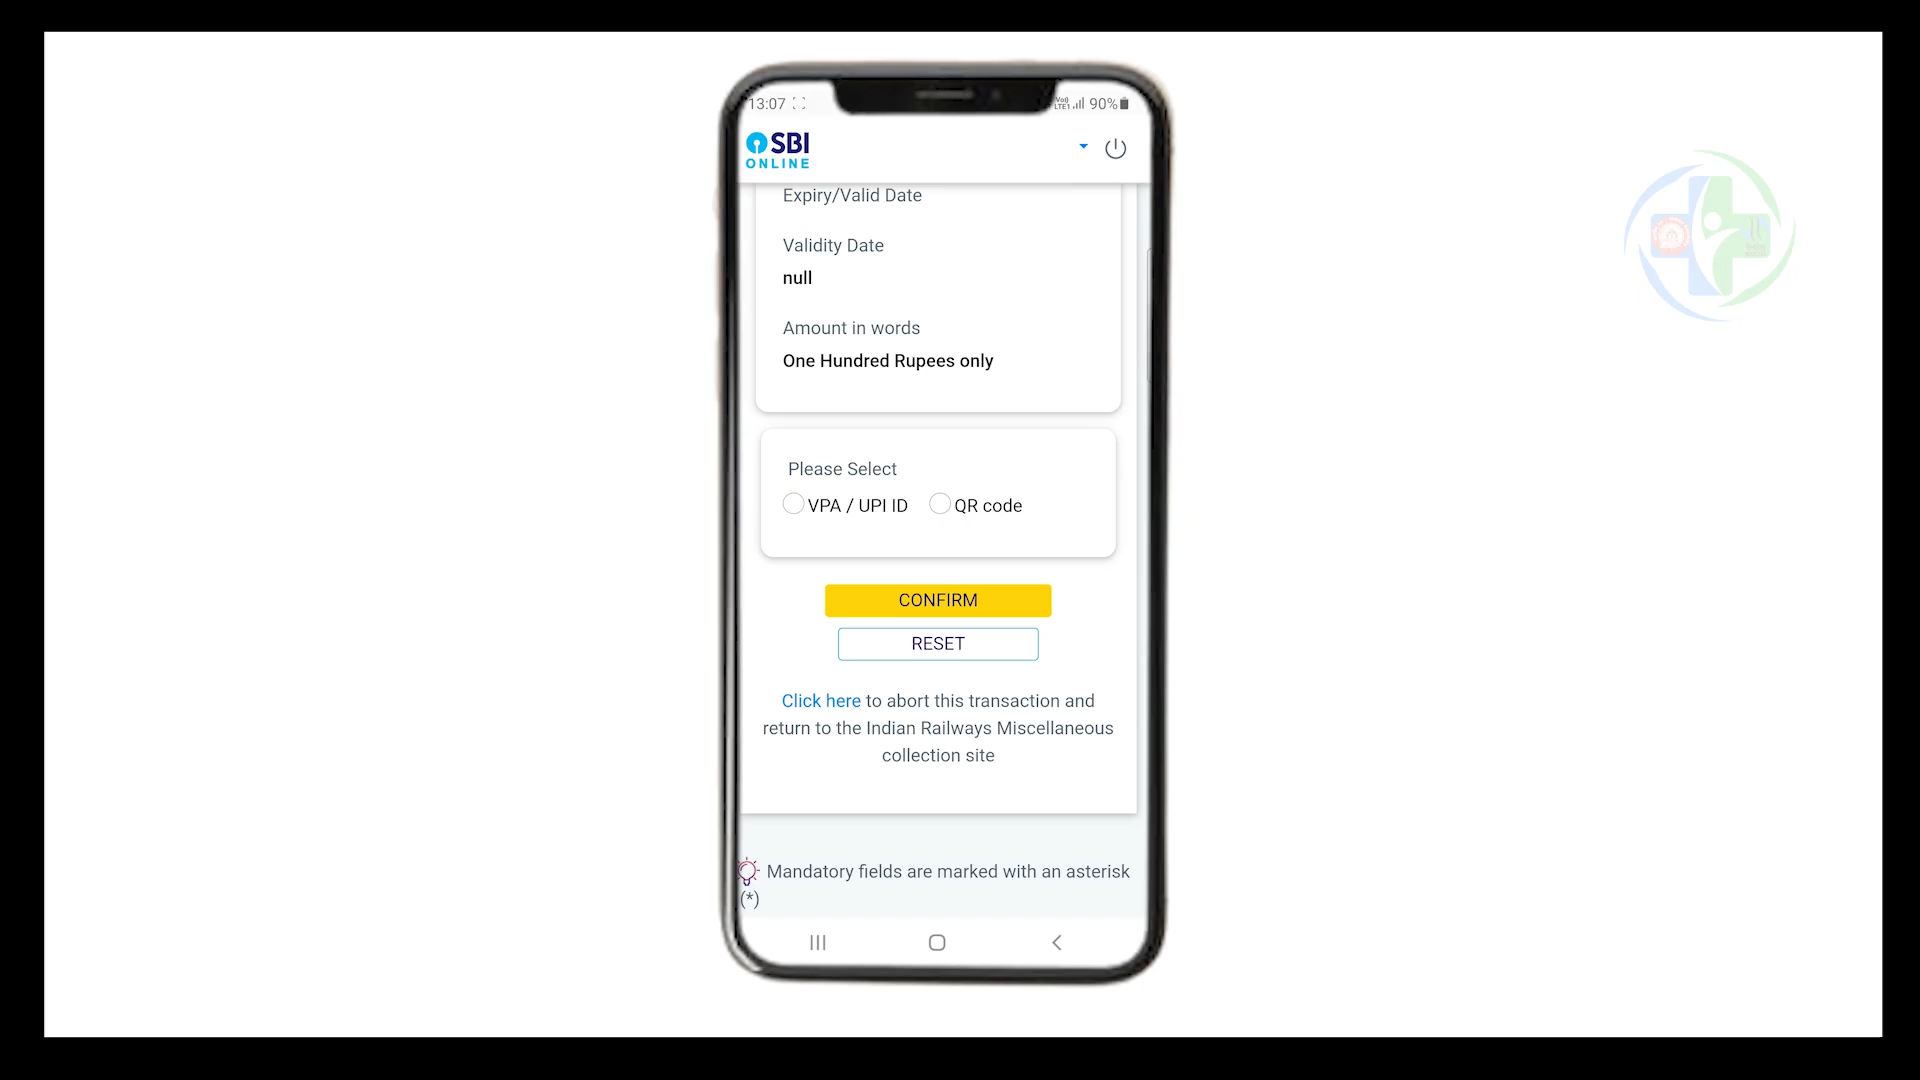 13:07
90%
SBI
ONLINE
Expiry/Valid Date
Validity Date
null
Amount in words
One Hundred Rupees only
Please Select
VPA / UPI ID QR code
CONFIRM
RESET
Click here to abort this transaction and
return to the Indian Railways Miscellaneous
collection site
Mandatory fields are marked with an asterisk
(*)